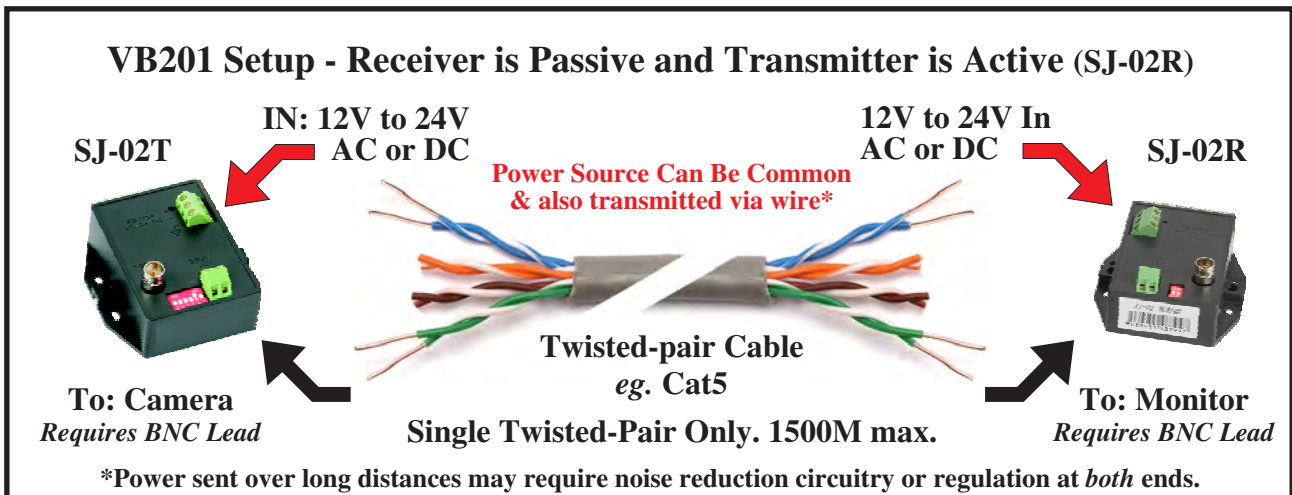 VB201 Setup - Receiver is Passive and Transmitter is Active (SJ-02R)
IN: 12V to 24V
AC or DC
12V to 24V In
AC or DC
SJ-02T
SJ-02R
Power Source Can Be Common
& also transmitted via wire*
Twisted-pair Cable
eg. Cat5
To: Camera
Requires BNC Lead
Single Twisted-Pair Only. 1500M max.
To: Monitor
Requires BNC Lead
*Power sent over long distances may require noise reduction circuitry or regulation at both ends.